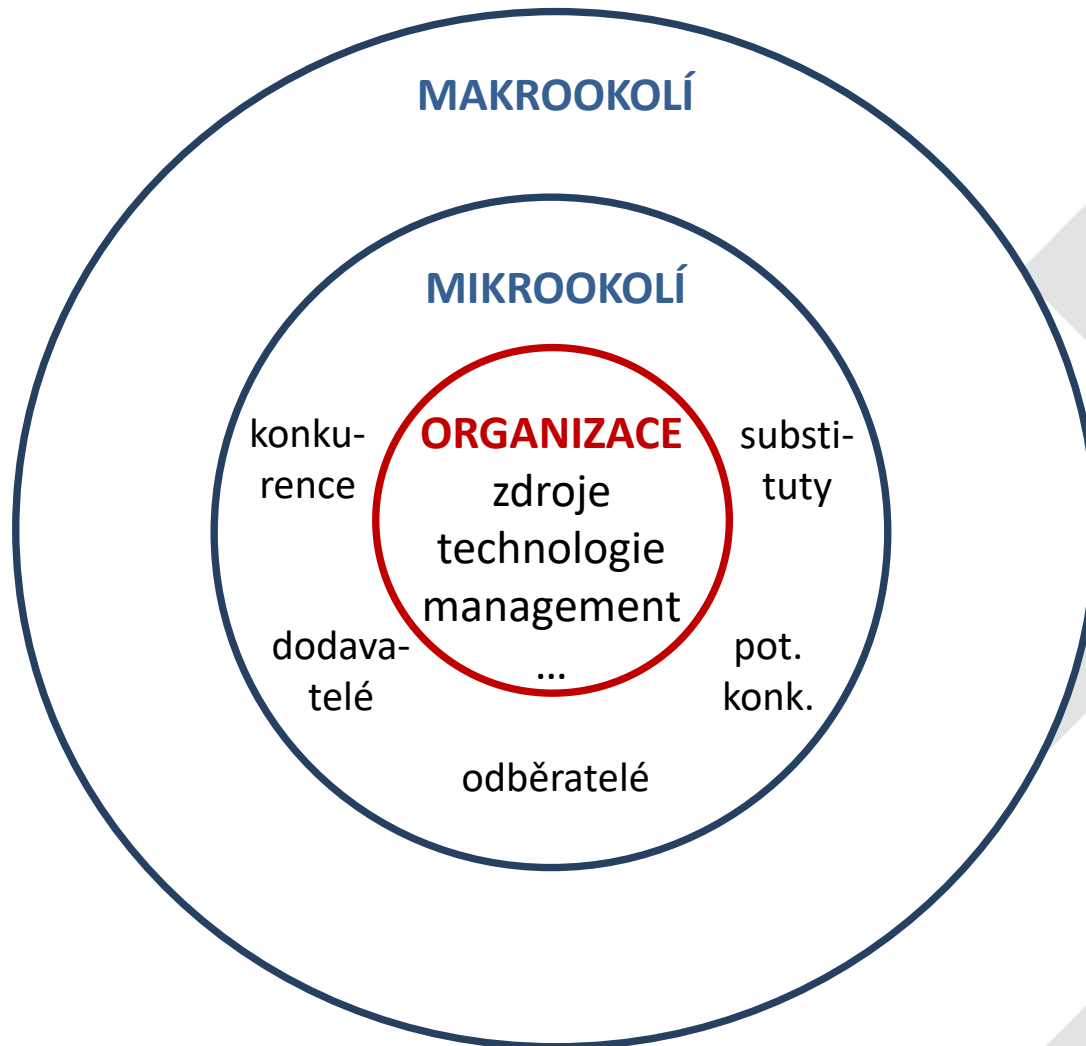 MAKROOKOLÍ
MIKROOKOLÍ
konku-
rence
ORGANIZACE
zdroje
technologie
management
...
substi-
tuty
dodava-
telé
pot.
konk.
odběratelé